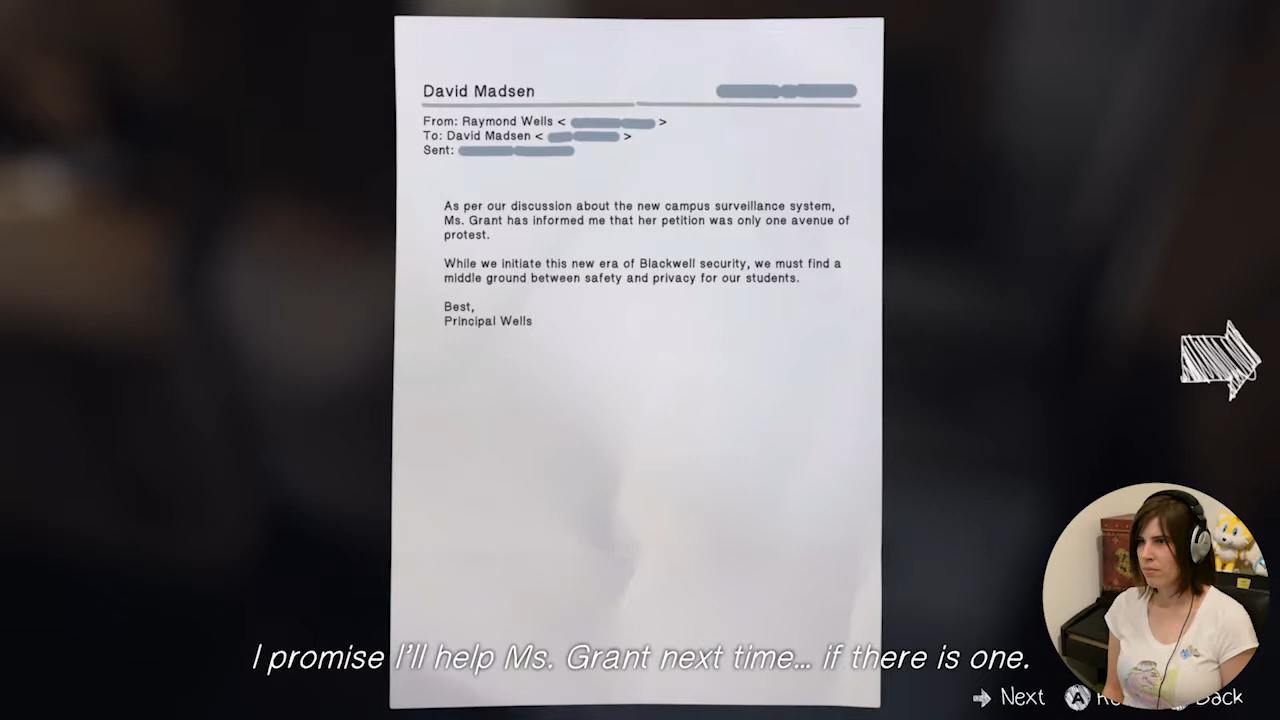 David Madsen
From: Raymond Wells < >
To: David Madsen < >
Sent:
As per our discussion about the new campus surveillance system,
Ms. Grant has informed me that her petition was only one avenue of
protest.
While we initiate this new era of Blackwell security, we must find a
middle ground between safety and privacy for our students.
Best,
Principal Wells
I promise I'll help Ms. Grant next time... if there is one.
Next A Back